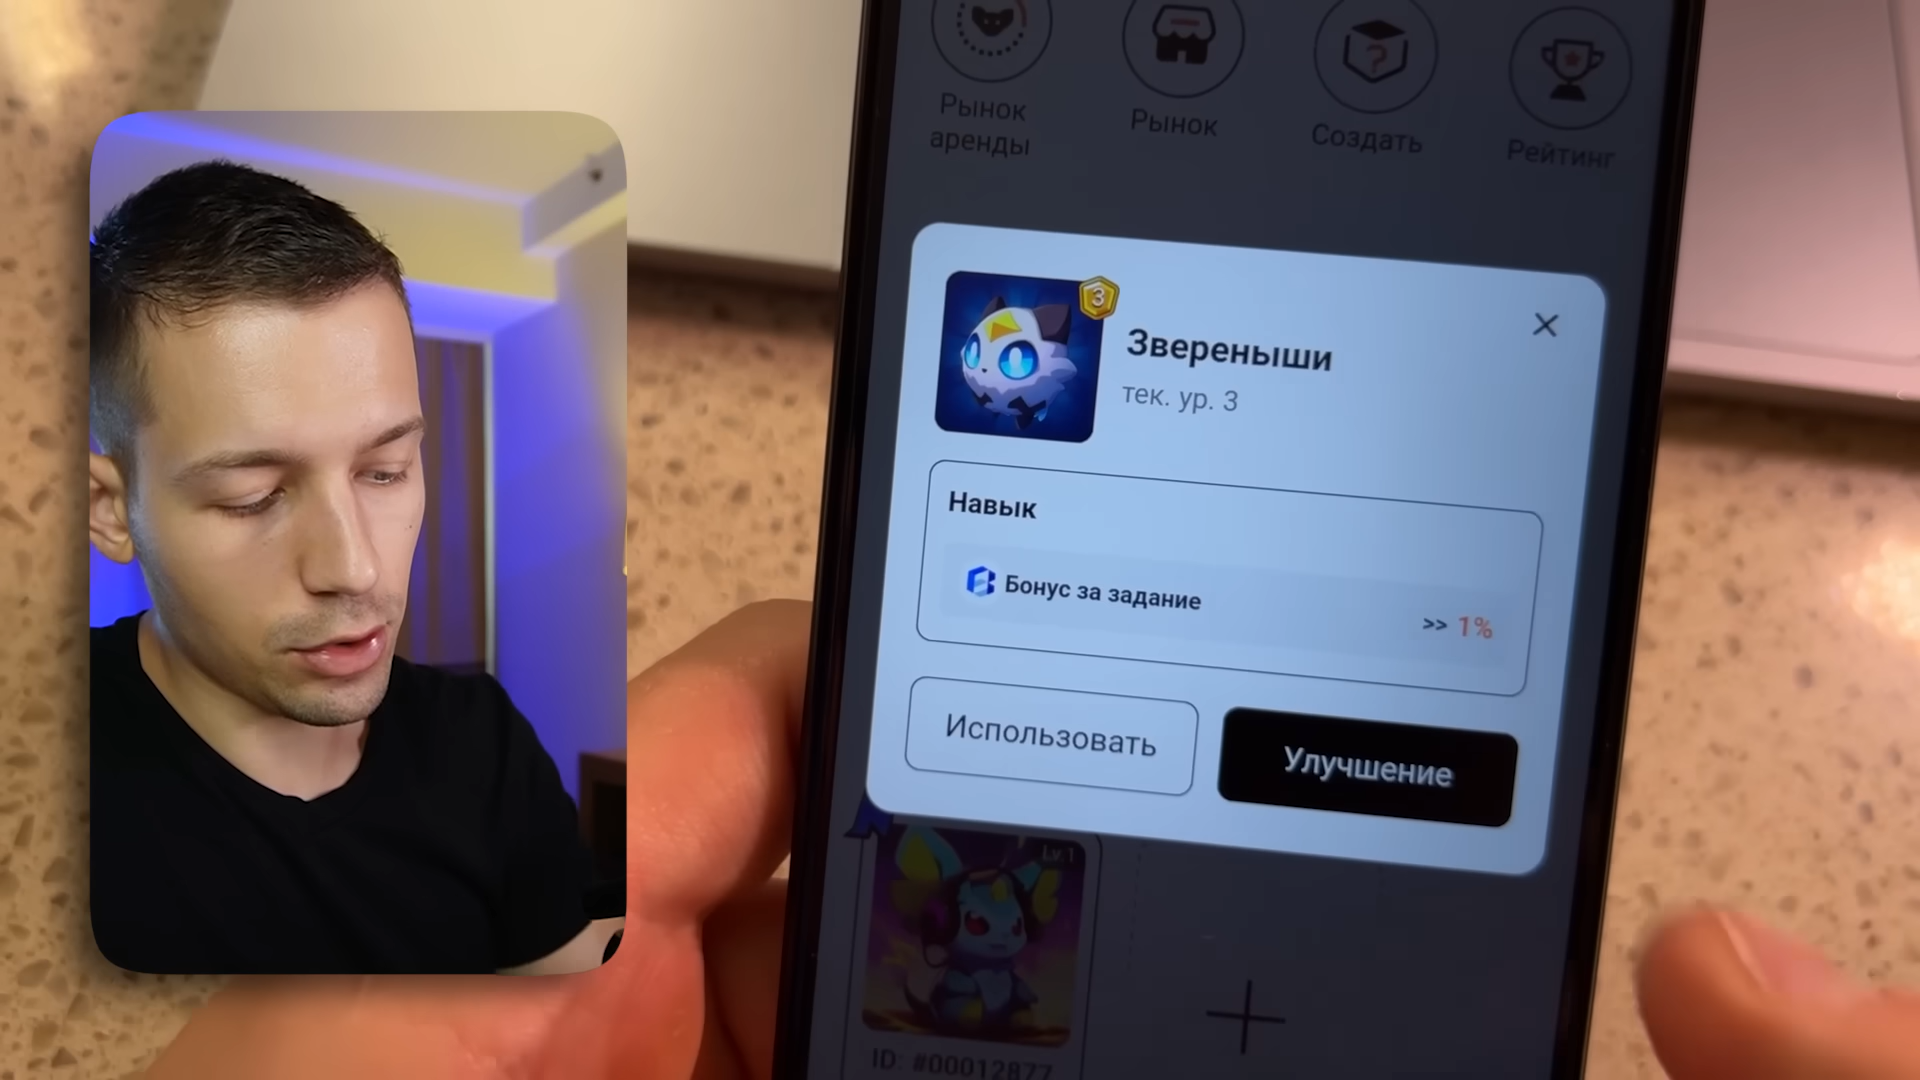 Рынок
аренды
Рынок
Создать
Рейтинг
3
Звереныши
тек. ур. 3
Навык
Бонус за задание
>> 1%
Использовать
Улучшение
Lv.1
ID: #00012877